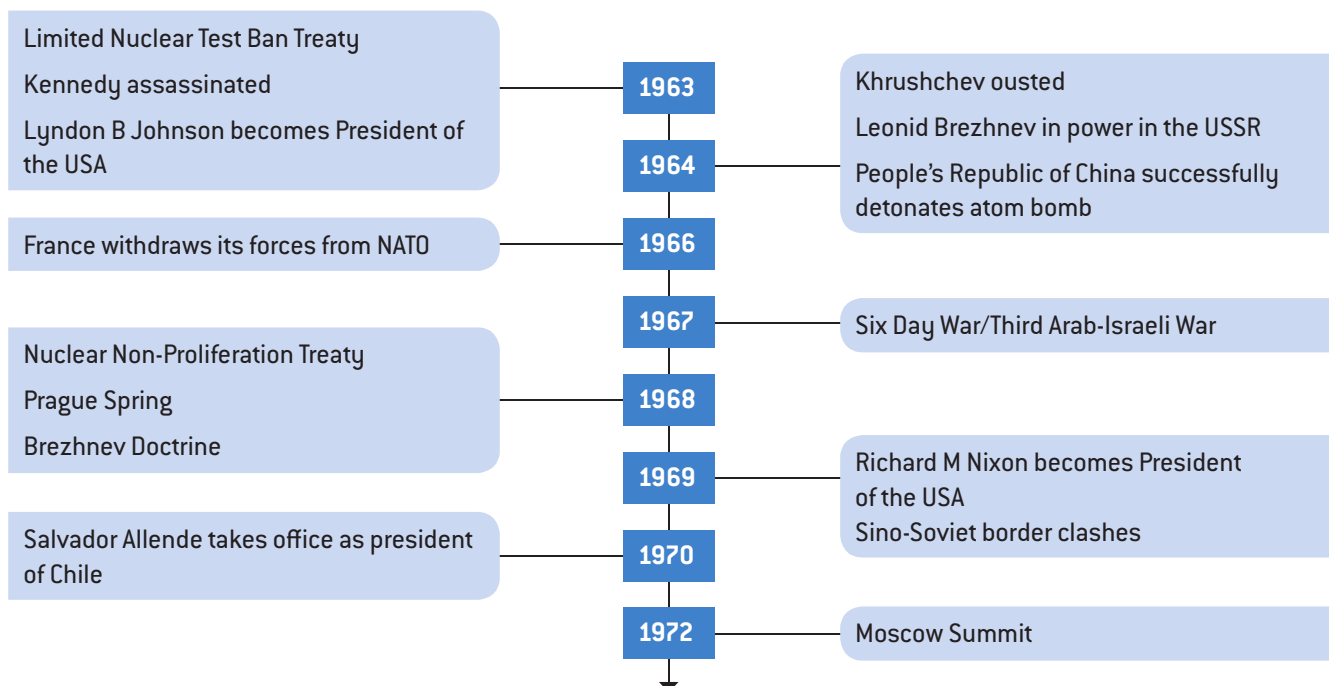 Limited Nuclear Test Ban Treaty
Kennedy assassinated
Lyndon B Johnson becomes President of
the USA
1963
Khrushchev ousted
Leonid Brezhnev in power in the USSR
People's Republic of China successfully
detonates atom bomb
1964
France withdraws its forces from NATO
1966
1967
Six Day War/Third Arab-Israeli War
Nuclear Non-Proliferation Treaty
Prague Spring
Brezhnev Doctrine
1968
1969
Richard M Nixon becomes President
of the USA
Sino-Soviet border clashes
Salvador Allende takes office as president
of Chile
1970
1972
Moscow Summit